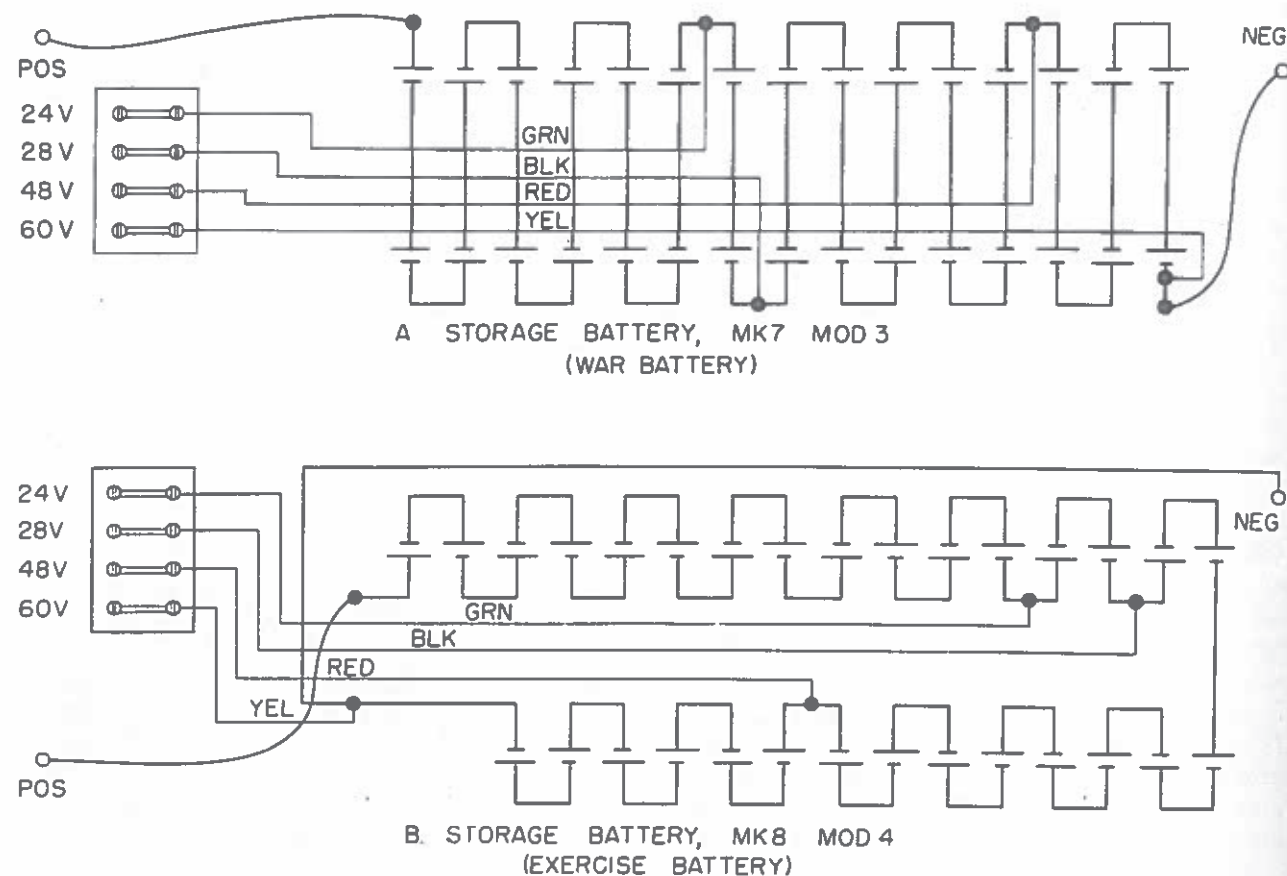 POS
NEG
24V
28V
48V
60V
GRN
BLK
RED
YEL
A STORAGE BATTERY, MK7 MOD 3
(WAR BATTERY)
24V
28V
48V
60V
NEG
GRN
BLK
RED
YEL
POS
B. STORAGE BATTERY, MK8 MOD 4
(EXERCISE BATTERY)